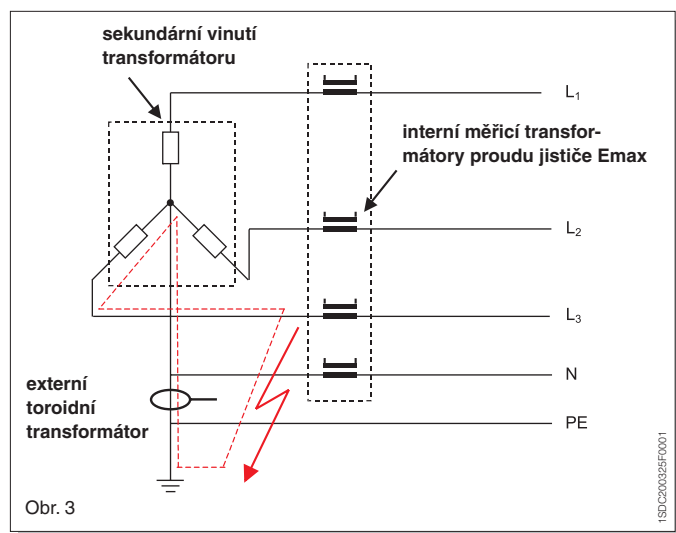 sekundární vinutí
transformátoru
L1
interní měřicí transfor-
mátory proudu jističe Emax
L2
L3
N
externí
toroidní
transformátor
PE
1SDC200325F0001
Obr. 3